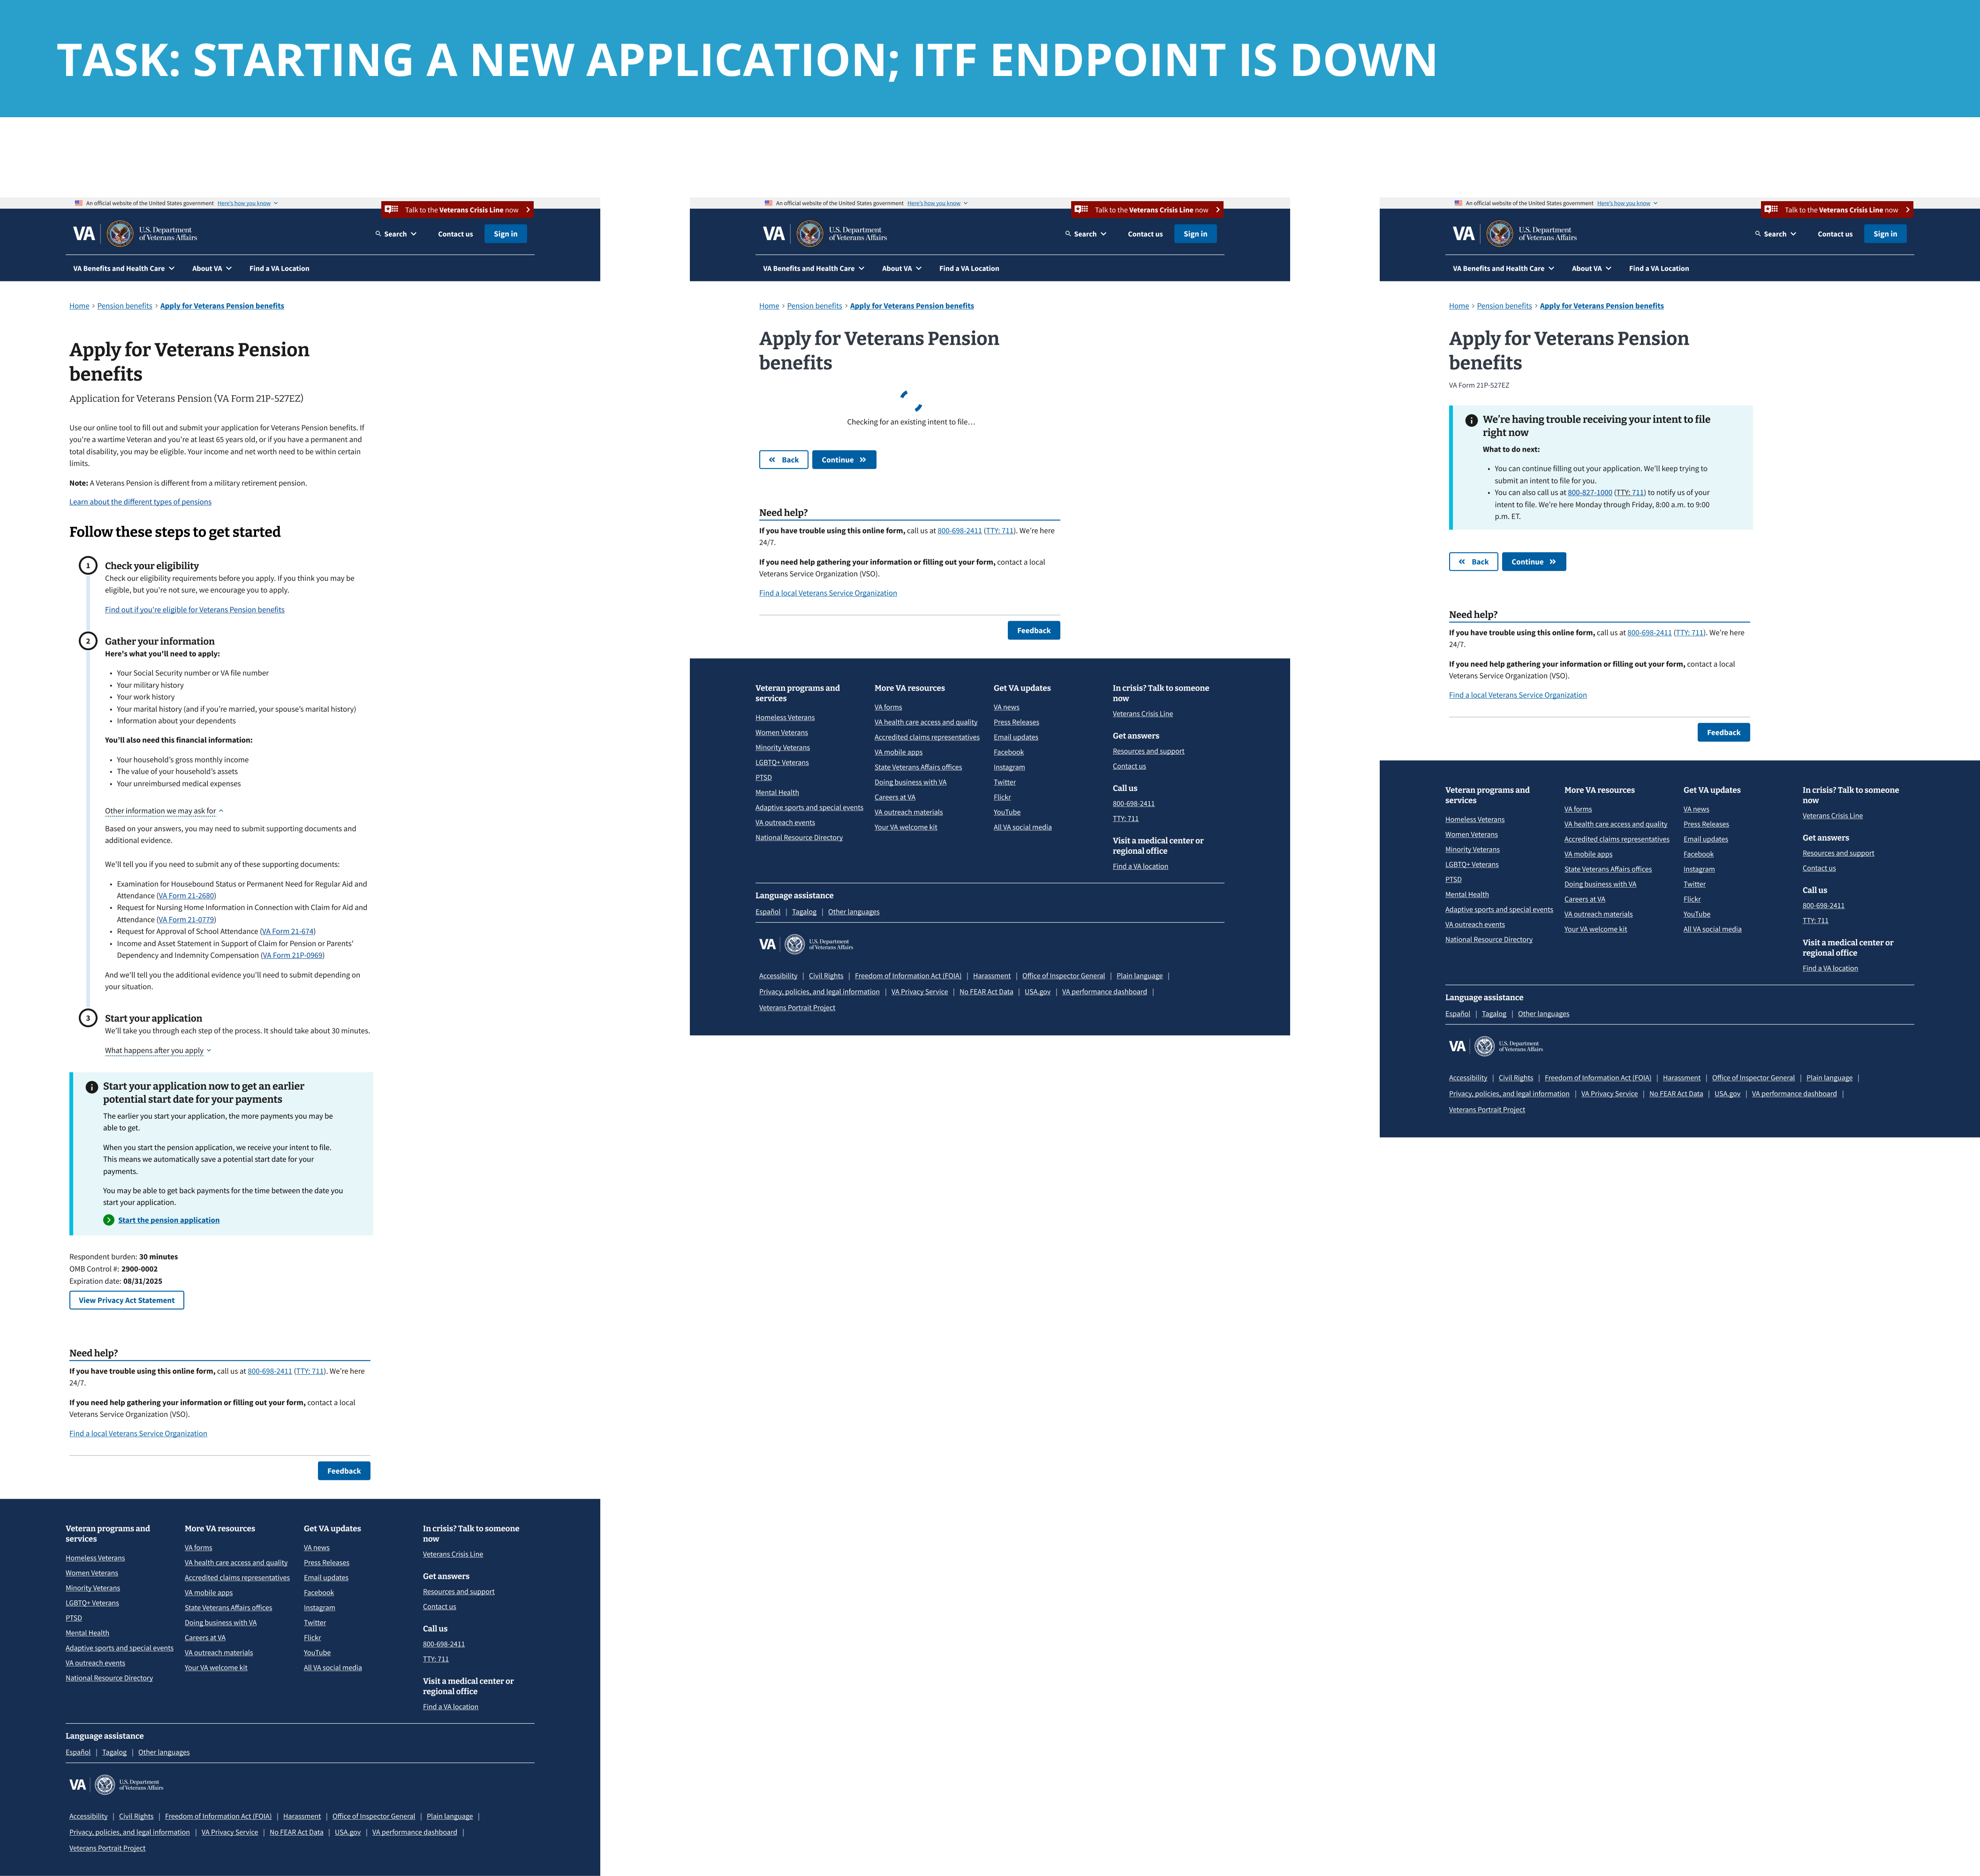 TASK: STARTING A NEW APPLICATION; ITF ENDPOINT IS DOWN
An official website of the United States government Here's how you know
Talk to the Veterans Crisis Line now
VA
U.S. Department
of Veterans Affairs
Search
Contact us
Sign in
VA Benefits and Health Care
About VA
Find a VA Location
Home > Pension benefits > Apply for Veterans Pension benefits
Apply for Veterans Pension
benefits
Application for Veterans Pension (VA Form 21P-527EZ)
Use our online tool to fill out and submit your application for Veterans Pension benefits. If
you're a wartime Veteran and you're at least 65 years old, or if you have a permanent and
total disability, you may be eligible. Your income and net worth need to be within certain
limits.
Note: A Veterans Pension is different from a military retirement pension.
Learn about the different types of pensions
Follow these steps to get started
1
Check your eligibility
Check our eligibility requirements before you apply. If you think you may be
eligible, but you're not sure, we encourage you to apply.
Find out if you're eligible for Veterans Pension benefits
2
Gather your information
Here's what you'll need to apply:
• Your Social Security number or VA file number
• Your military history
• Your work history
• Your marital history (and if you're married, your spouse's marital history)
• Information about your dependents
You'll also need this financial information:
• Your household's gross monthly income
• The value of your household's assets
• Your unreimbursed medical expenses
Other information we may ask for
Based on your answers, you may need to submit supporting documents and
additional evidence.
We'll tell you if you need to submit any of these supporting documents:
• Examination for Housebound Status or Permanent Need for Regular Aid and
Attendance (VA Form 21-2680)
• Request for Nursing Home Information in Connection with Claim for Aid and
Attendance (VA Form 21-0779)
• Request for Approval of School Attendance (VA Form 21-674)
• Income and Asset Statement in Support of Claim for Pension or Parents'
Dependency and Indemnity Compensation (VA Form 21P-0969)
And we'll tell you the additional evidence you'll need to submit depending on
your situation.
3
Start your application
We'll take you through each step of the process. It should take about 30 minutes.
What happens after you apply
Start your application now to get an earlier
potential start date for your payments
The earlier you start your application, the more payments you may be
able to get.
When you start the pension application, we receive your intent to file.
This means we automatically save a potential start date for your
payments.
You may be able to get back payments for the time between the date you
start your application.
Start the pension application
Respondent burden: 30 minutes
OMB Control #: 2900-0002
Expiration date: 08/31/2025
View Privacy Act Statement
Need help?
If you have trouble using this online form, call us at 800-698-2411 (TTY: 711). We're here
24/7.
If you need help gathering your information or filling out your form, contact a local
Veterans Service Organization (VSO).
Find a local Veterans Service Organization
Feedback
Veteran programs and
services
Homeless Veterans
Women Veterans
Minority Veterans
LGBTQ+ Veterans
PTSD
Mental Health
Adaptive sports and special events
VA outreach events
National Resource Directory
More VA resources
VA forms
VA health care access and quality
Accredited claims representatives
VA mobile apps
State Veterans Affairs offices
Doing business with VA
Careers at VA
VA outreach materials
Your VA welcome kit
Get VA updates
VA news
Press Releases
Email updates
Facebook
Instagram
Twitter
Flickr
YouTube
All VA social media
In crisis? Talk to someone
now
Veterans Crisis Line
Get answers
Resources and support
Contact us
Call us
800-698-2411
TTY: 711
Visit a medical center or
regional office
Find a VA location
Language assistance
Español | Tagalog | Other languages
VA
U.S. Department
of Veterans Affairs
Accessibility | Civil Rights | Freedom of Information Act (FOIA) | Harassment | Office of Inspector General | Plain language |
Privacy, policies, and legal information | VA Privacy Service | No FEAR Act Data | USA.gov | VA performance dashboard |
Veterans Portrait Project
An official website of the United States government Here's how you know
Talk to the Veterans Crisis Line now
VA
U.S. Department
of Veterans Affairs
Search
Contact us
Sign in
VA Benefits and Health Care
About VA
Find a VA Location
Home > Pension benefits > Apply for Veterans Pension benefits
Apply for Veterans Pension
benefits
Checking for an existing intent to file...
Back
Continue
Need help?
If you have trouble using this online form, call us at 800-698-2411 (TTY: 711). We're here
24/7.
If you need help gathering your information or filling out your form, contact a local
Veterans Service Organization (VSO).
Find a local Veterans Service Organization
Feedback
Veteran programs and
services
Homeless Veterans
Women Veterans
Minority Veterans
LGBTQ+ Veterans
PTSD
Mental Health
Adaptive sports and special events
VA outreach events
National Resource Directory
More VA resources
VA forms
VA health care access and quality
Accredited claims representatives
VA mobile apps
State Veterans Affairs offices
Doing business with VA
Careers at VA
VA outreach materials
Your VA welcome kit
Get VA updates
VA news
Press Releases
Email updates
Facebook
Instagram
Twitter
Flickr
YouTube
All VA social media
In crisis? Talk to someone
now
Veterans Crisis Line
Get answers
Resources and support
Contact us
Call us
800-698-2411
TTY: 711
Visit a medical center or
regional office
Find a VA location
Language assistance
Español | Tagalog | Other languages
VA
U.S. Department
of Veterans Affairs
Accessibility | Civil Rights | Freedom of Information Act (FOIA) | Harassment | Office of Inspector General | Plain language |
Privacy, policies, and legal information | VA Privacy Service | No FEAR Act Data | USA.gov | VA performance dashboard |
Veterans Portrait Project
An official website of the United States government Here's how you know
Talk to the Veterans Crisis Line now
VA
U.S. Department
of Veterans Affairs
Search
Contact us
Sign in
VA Benefits and Health Care
About VA
Find a VA Location
Home > Pension benefits > Apply for Veterans Pension benefits
Apply for Veterans Pension
benefits
VA Form 21P-527EZ
We're having trouble receiving your intent to file
right now
What to do next:
• You can continue filling out your application. We'll keep trying to
submit an intent to file for you.
• You can also call us at 800-827-1000 (TTY: 711) to notify us of your
intent to file. We're here Monday through Friday, 8:00 a.m. to 9:00
p.m. ET.
Back
Continue
Need help?
If you have trouble using this online form, call us at 800-698-2411 (TTY: 711). We're here
24/7.
If you need help gathering your information or filling out your form, contact a local
Veterans Service Organization (VSO).
Find a local Veterans Service Organization
Feedback
Veteran programs and
services
Homeless Veterans
Women Veterans
Minority Veterans
LGBTQ+ Veterans
PTSD
Mental Health
Adaptive sports and special events
VA outreach events
National Resource Directory
More VA resources
VA forms
VA health care access and quality
Accredited claims representatives
VA mobile apps
State Veterans Affairs offices
Doing business with VA
Careers at VA
VA outreach materials
Your VA welcome kit
Get VA updates
VA news
Press Releases
Email updates
Facebook
Instagram
Twitter
Flickr
YouTube
All VA social media
In crisis? Talk to someone
now
Veterans Crisis Line
Get answers
Resources and support
Contact us
Call us
800-698-2411
TTY: 711
Visit a medical center or
regional office
Find a VA location
Language assistance
Español | Tagalog | Other languages
VA
U.S. Department
of Veterans Affairs
Accessibility | Civil Rights | Freedom of Information Act (FOIA) | Harassment | Office of Inspector General | Plain language |
Privacy, policies, and legal information | VA Privacy Service | No FEAR Act Data | USA.gov | VA performance dashboard |
Veterans Portrait Project